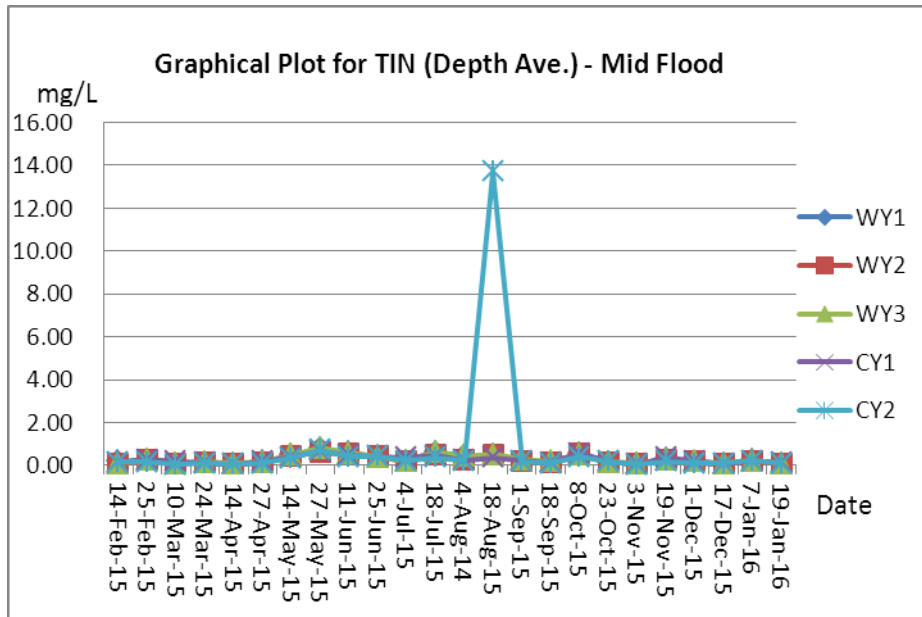 Graphical Plot for TIN (Depth Ave.) - Mid Flood
mg/L
16.00
14.00
12.00
10.00
8.00
6.00
4.00
2.00
0.00
14-Feb-15
25-Feb-15
10-Mar-15
24-Mar-15
14-Apr-15
27-Apr-15
14-May-15
27-May-15
11-Jun-15
25-Jun-15
4-Jul-15
18-Jul-15
4-Aug-14
18-Aug-15
1-Sep-15
18-Sep-15
8-Oct-15
23-Oct-15
3-Nov-15
19-Nov-15
1-Dec-15
17-Dec-15
7-Jan-16
19-Jan-16
Date
WY1
WY2
WY3
CY1
CY2